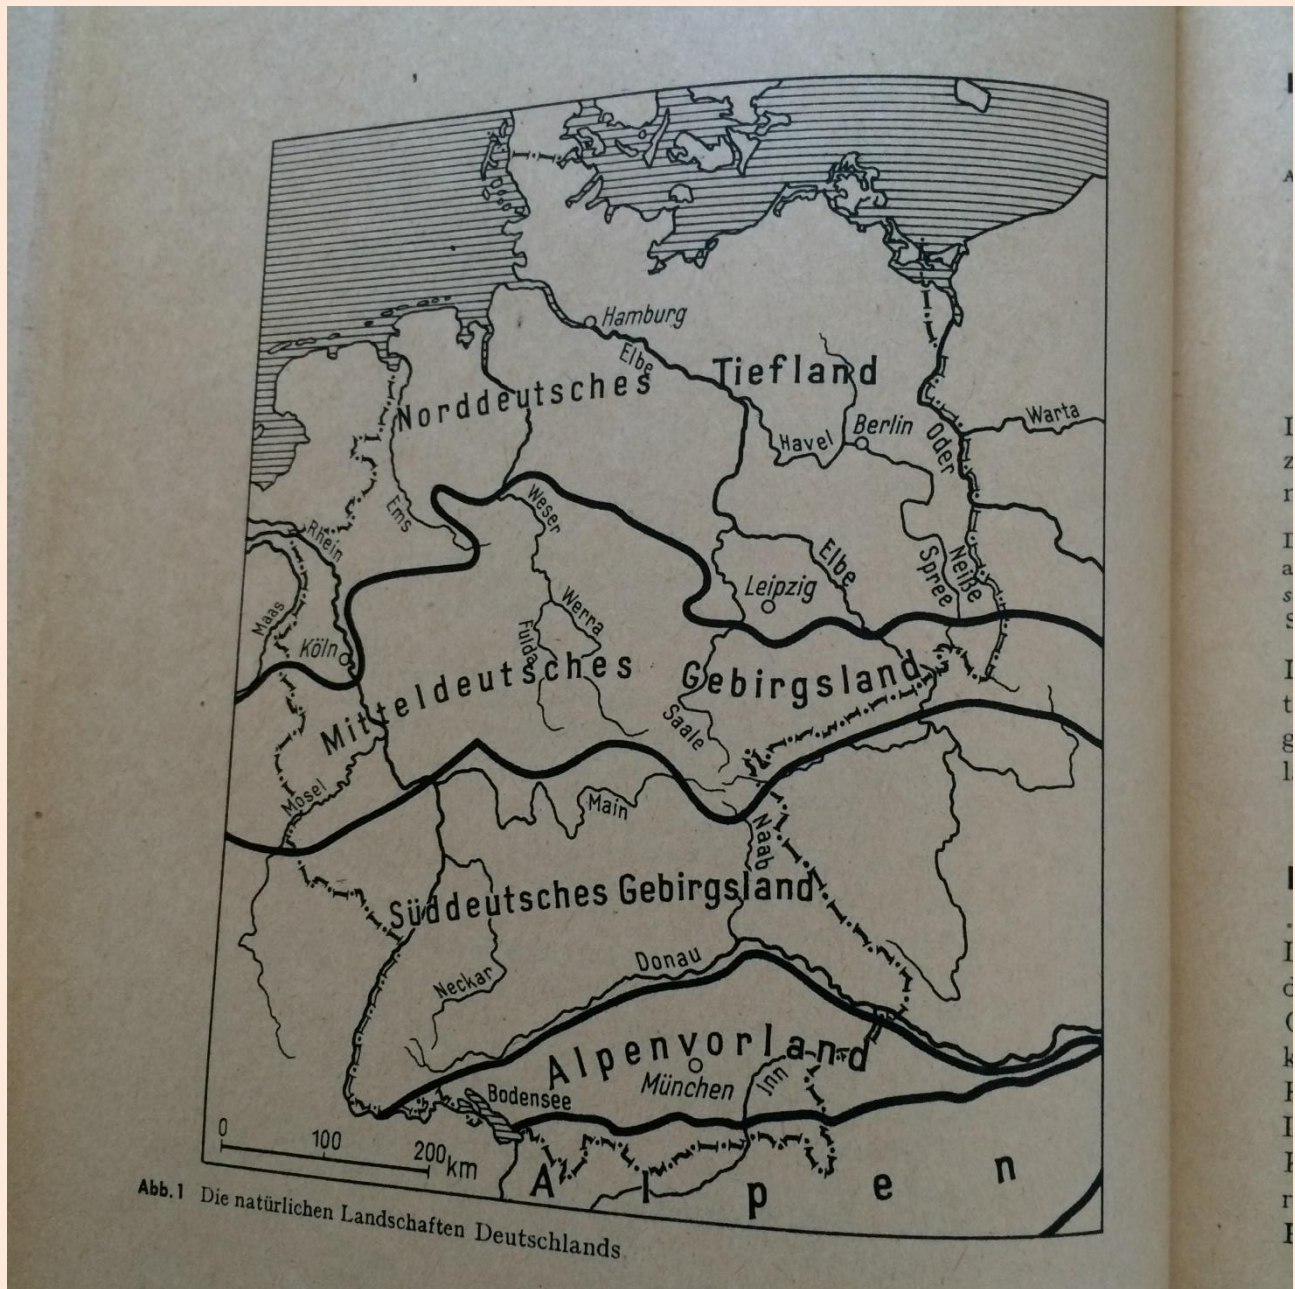 Hamburg
Elbe
Norddeutsches Tiefland
Warta
Havel
Berlin
Oder
Ems
Weser
Rhein
Elbe
Spree
Neiße
Leipzig
Maas
Werra
Fulda
Köln
Mitteldeutsches Gebirgsland
Saale
Mosel
Main
Naab
Süddeutsches Gebirgsland
Donau
Neckar
Alpenvorland
München
Inn
Bodensee
0 100 200 km
Alpen
Abb. 1 Die natürlichen Landschaften Deutschlands